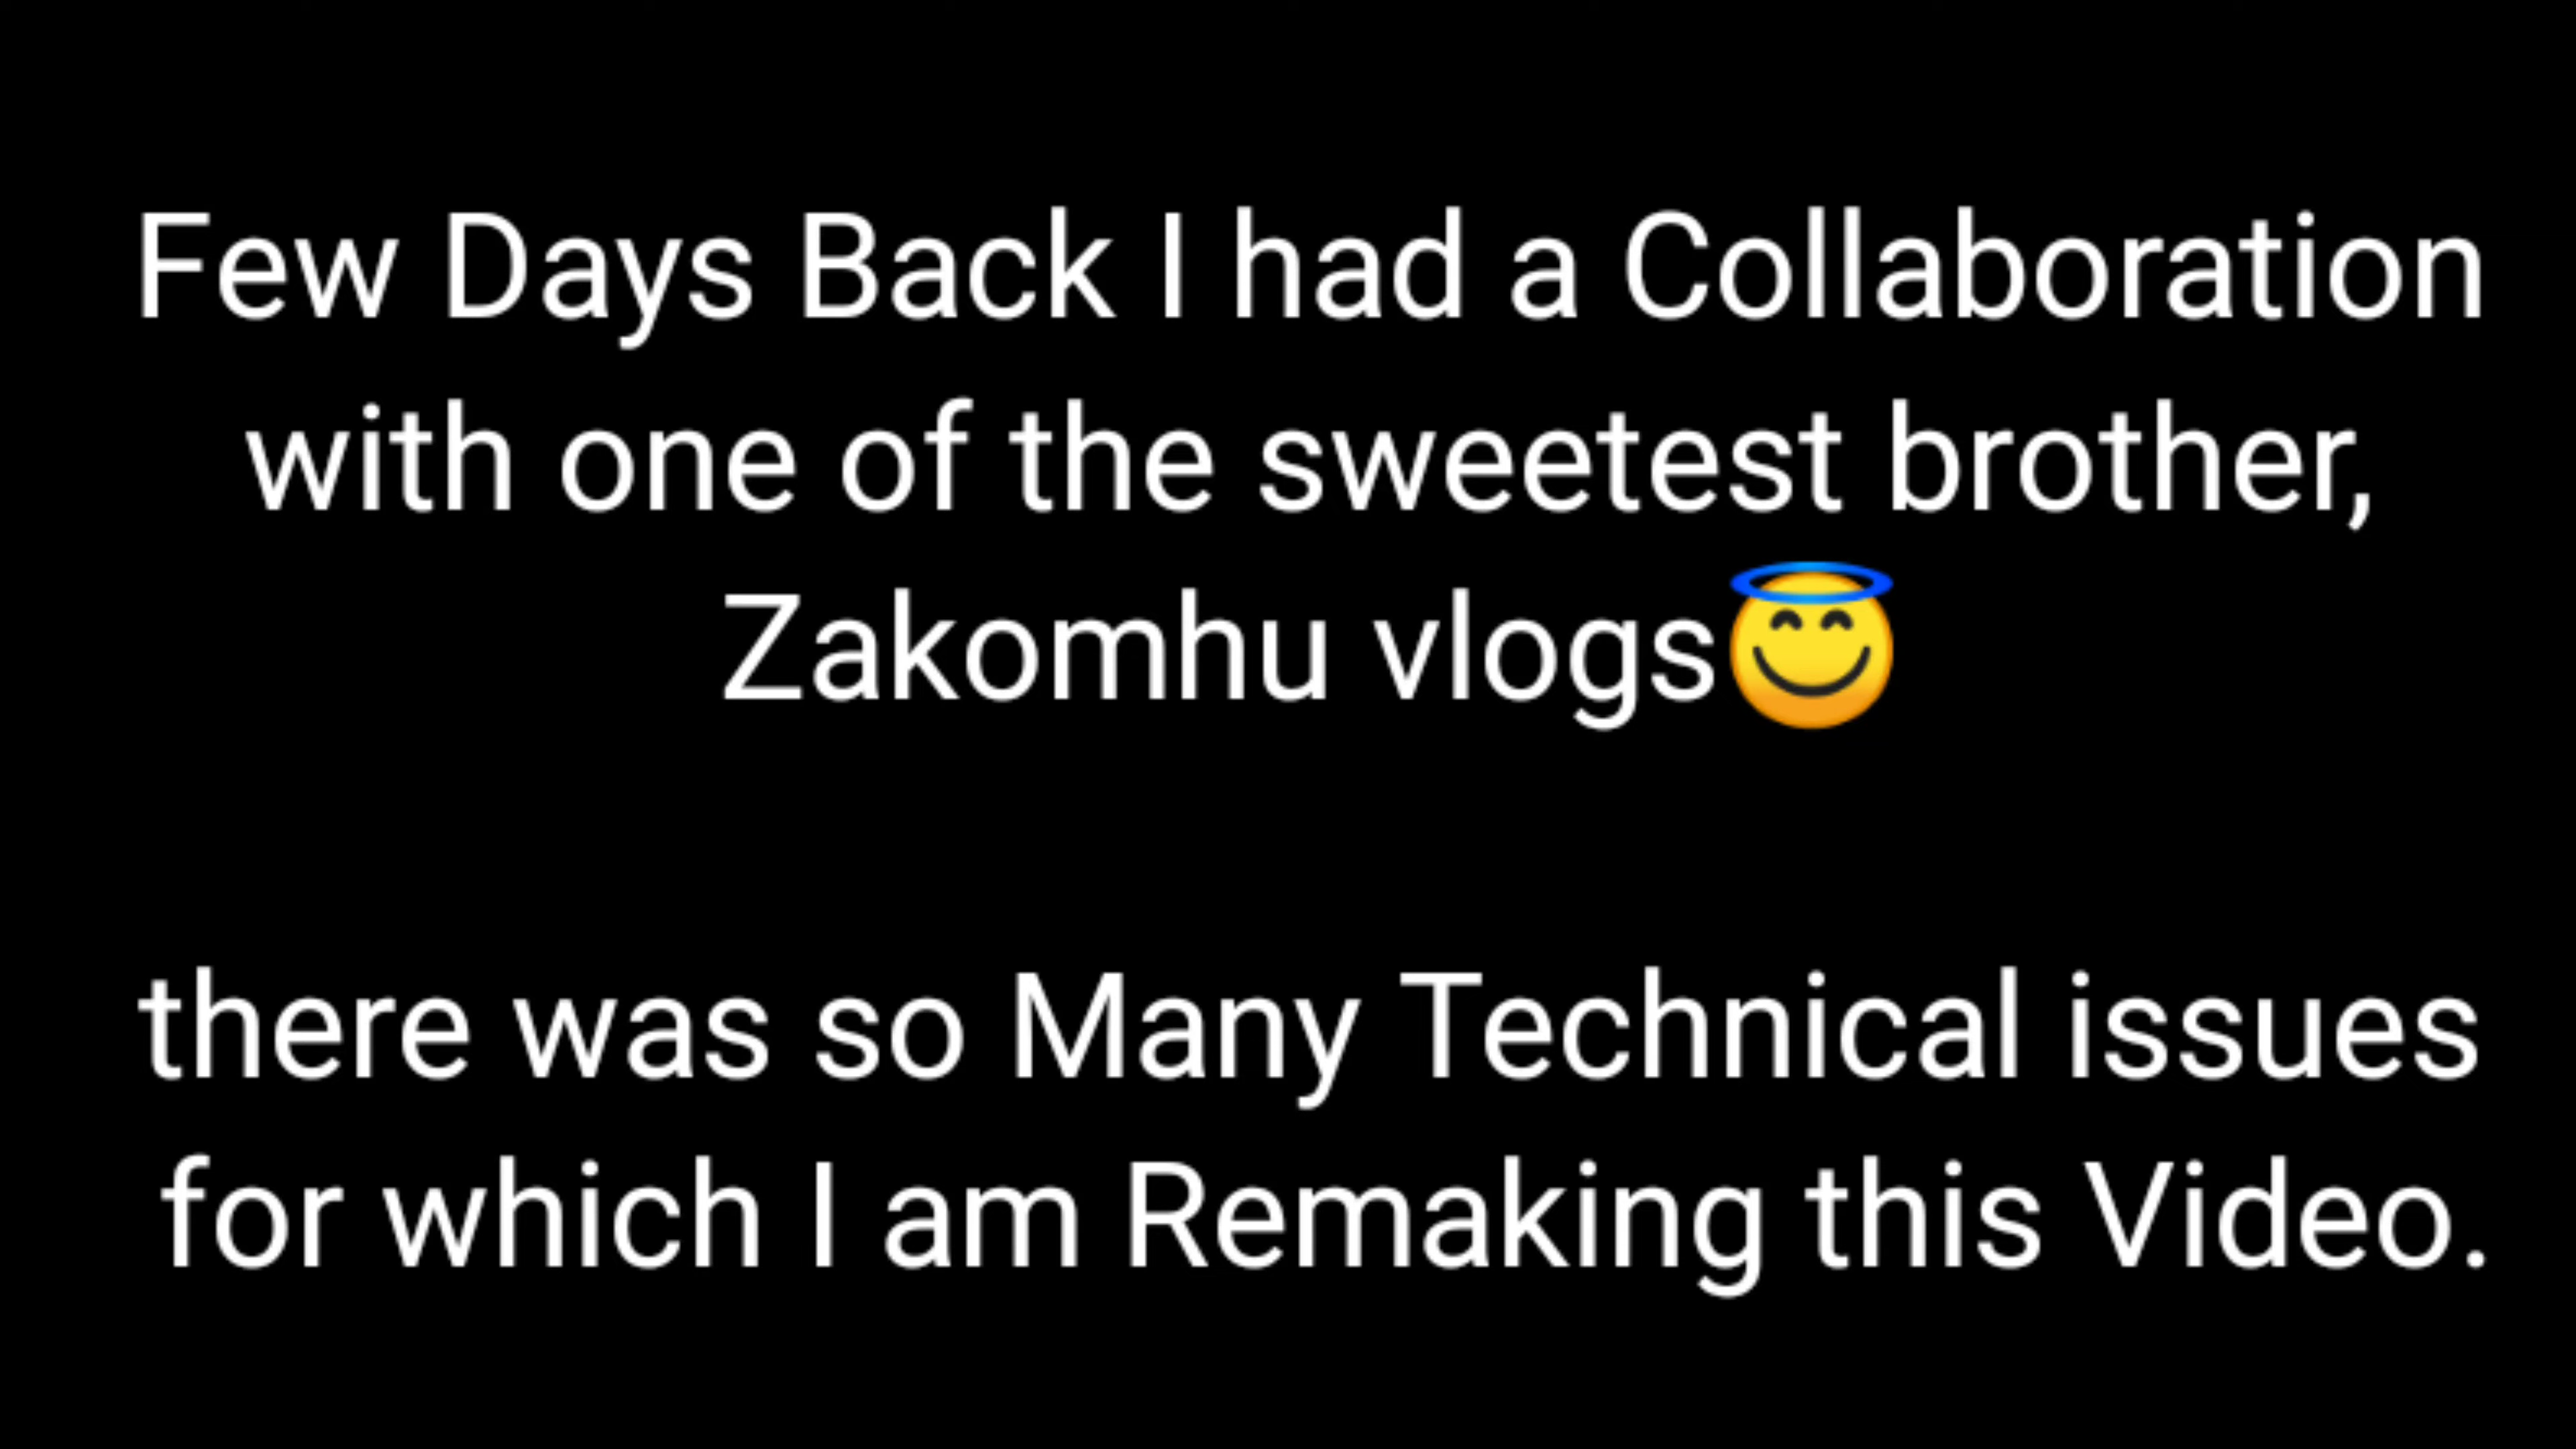 Few Days Back I had a Collaboration
with one of the sweetest brother,
Zakomhu vlogs😇
there was so Many Technical issues
for which I am Remaking this Video.